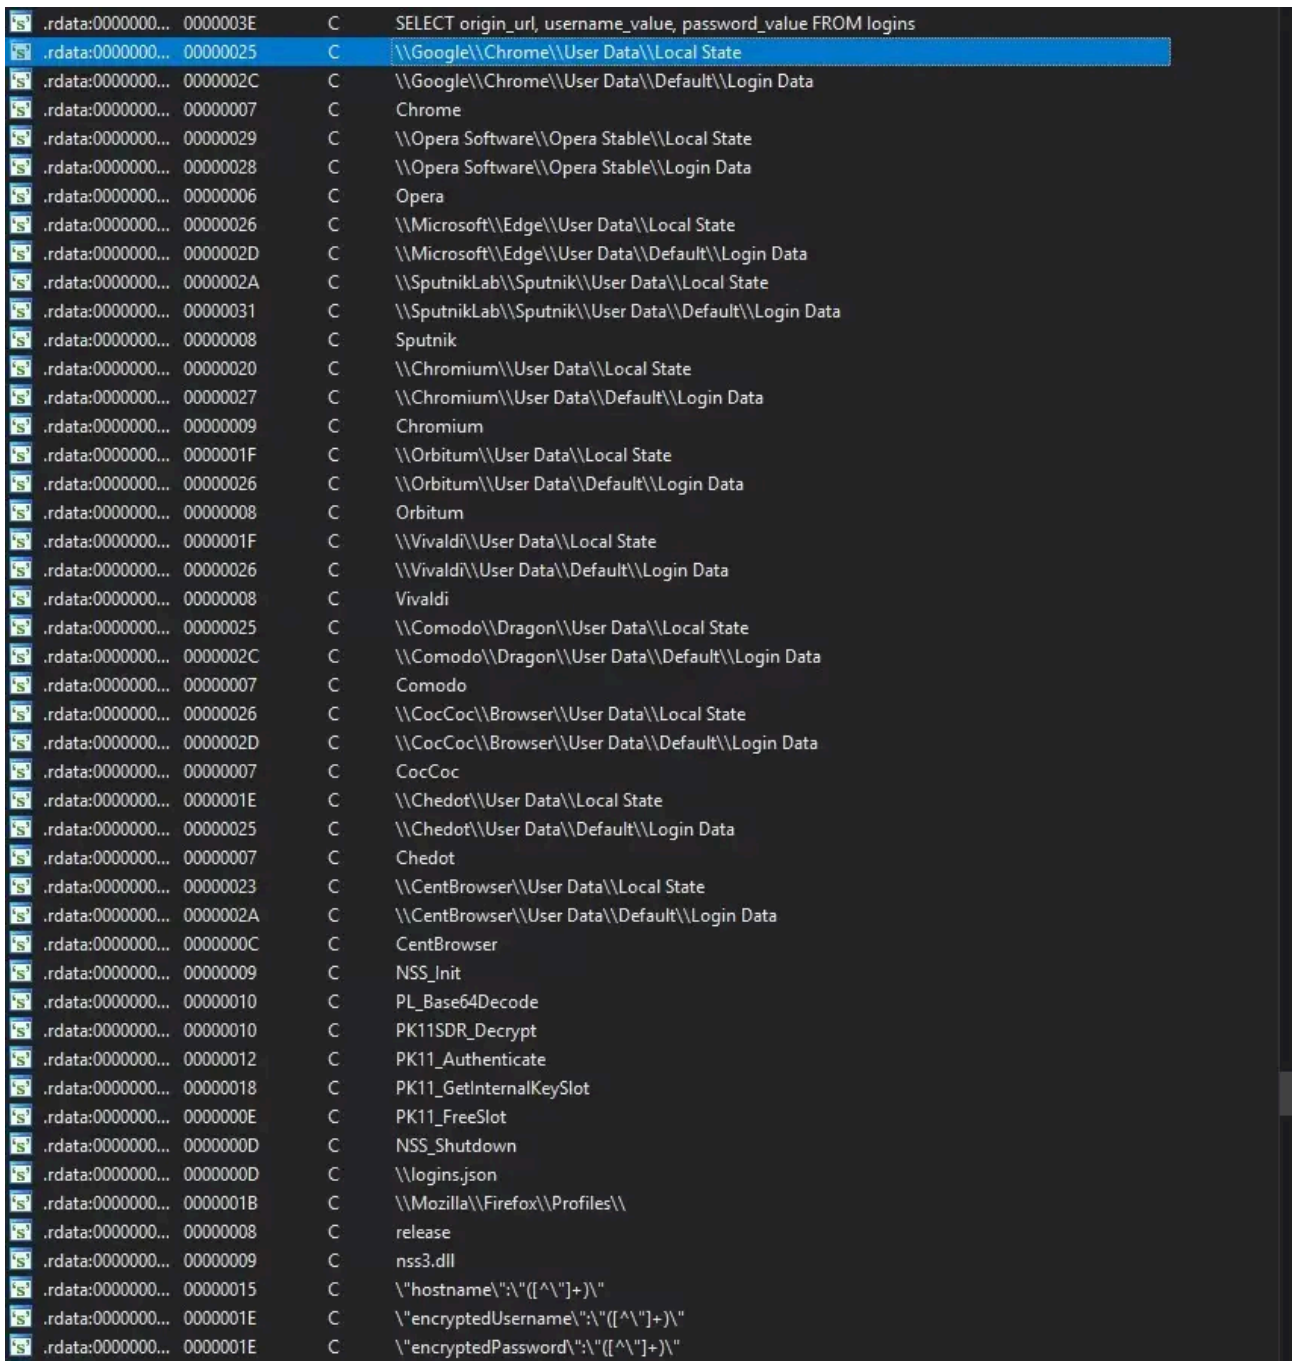 's' .rdata:0000000... 0000003E C SELECT origin_url, username_value, password_value FROM logins
's' .rdata:0000000... 00000025 C \\Google\\Chrome\\User Data\\Local State
's' .rdata:0000000... 0000002C C \\Google\\Chrome\\User Data\\Default\\Login Data
's' .rdata:0000000... 00000007 C Chrome
's' .rdata:0000000... 00000029 C \\Opera Software\\Opera Stable\\Local State
's' .rdata:0000000... 00000028 C \\Opera Software\\Opera Stable\\Login Data
's' .rdata:0000000... 00000006 C Opera
's' .rdata:0000000... 00000026 C \\Microsoft\\Edge\\User Data\\Local State
's' .rdata:0000000... 0000002D C \\Microsoft\\Edge\\User Data\\Default\\Login Data
's' .rdata:0000000... 0000002A C \\SputnikLab\\Sputnik\\User Data\\Local State
's' .rdata:0000000... 00000031 C \\SputnikLab\\Sputnik\\User Data\\Default\\Login Data
's' .rdata:0000000... 00000008 C Sputnik
's' .rdata:0000000... 00000020 C \\Chromium\\User Data\\Local State
's' .rdata:0000000... 00000027 C \\Chromium\\User Data\\Default\\Login Data
's' .rdata:0000000... 00000009 C Chromium
's' .rdata:0000000... 0000001F C \\Orbitum\\User Data\\Local State
's' .rdata:0000000... 00000026 C \\Orbitum\\User Data\\Default\\Login Data
's' .rdata:0000000... 00000008 C Orbitum
's' .rdata:0000000... 0000001F C \\Vivaldi\\User Data\\Local State
's' .rdata:0000000... 00000026 C \\Vivaldi\\User Data\\Default\\Login Data
's' .rdata:0000000... 00000008 C Vivaldi
's' .rdata:0000000... 00000025 C \\Comodo\\Dragon\\User Data\\Local State
's' .rdata:0000000... 0000002C C \\Comodo\\Dragon\\User Data\\Default\\Login Data
's' .rdata:0000000... 00000007 C Comodo
's' .rdata:0000000... 00000026 C \\CocCoc\\Browser\\User Data\\Local State
's' .rdata:0000000... 0000002D C \\CocCoc\\Browser\\User Data\\Default\\Login Data
's' .rdata:0000000... 00000007 C CocCoc
's' .rdata:0000000... 0000001E C \\Chedot\\User Data\\Local State
's' .rdata:0000000... 00000025 C \\Chedot\\User Data\\Default\\Login Data
's' .rdata:0000000... 00000007 C Chedot
's' .rdata:0000000... 00000023 C \\CentBrowser\\User Data\\Local State
's' .rdata:0000000... 0000002A C \\CentBrowser\\User Data\\Default\\Login Data
's' .rdata:0000000... 0000000C C CentBrowser
's' .rdata:0000000... 00000009 C NSS_Init
's' .rdata:0000000... 00000010 C PL_Base64Decode
's' .rdata:0000000... 00000010 C PK11SDR_Decrypt
's' .rdata:0000000... 00000012 C PK11_Authenticate
's' .rdata:0000000... 00000018 C PK11_GetInternalKeySlot
's' .rdata:0000000... 0000000E C PK11_FreeSlot
's' .rdata:0000000... 0000000D C NSS_Shutdown
's' .rdata:0000000... 0000000D C \\logins.json
's' .rdata:0000000... 0000001B C \\Mozilla\\Firefox\\Profiles\\
's' .rdata:0000000... 00000008 C release
's' .rdata:0000000... 00000009 C nss3.dll
's' .rdata:0000000... 00000015 C \"hostname\":\"([^\"]+)\"
's' .rdata:0000000... 0000001E C \"encryptedUsername\":\"([^\"]+)\"
's' .rdata:0000000... 0000001E C \"encryptedPassword\":\"([^\"]+)\"